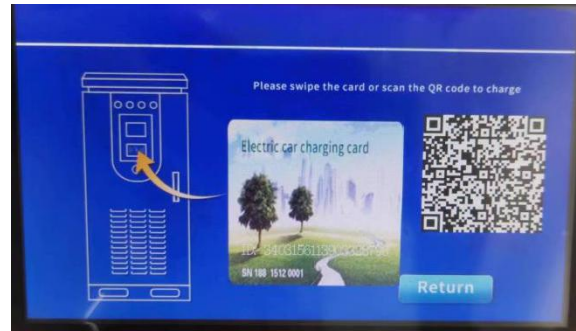 Please swipe the card or scan the QR code to charge
Electric car charging card
SN 188 1512 0001
Return